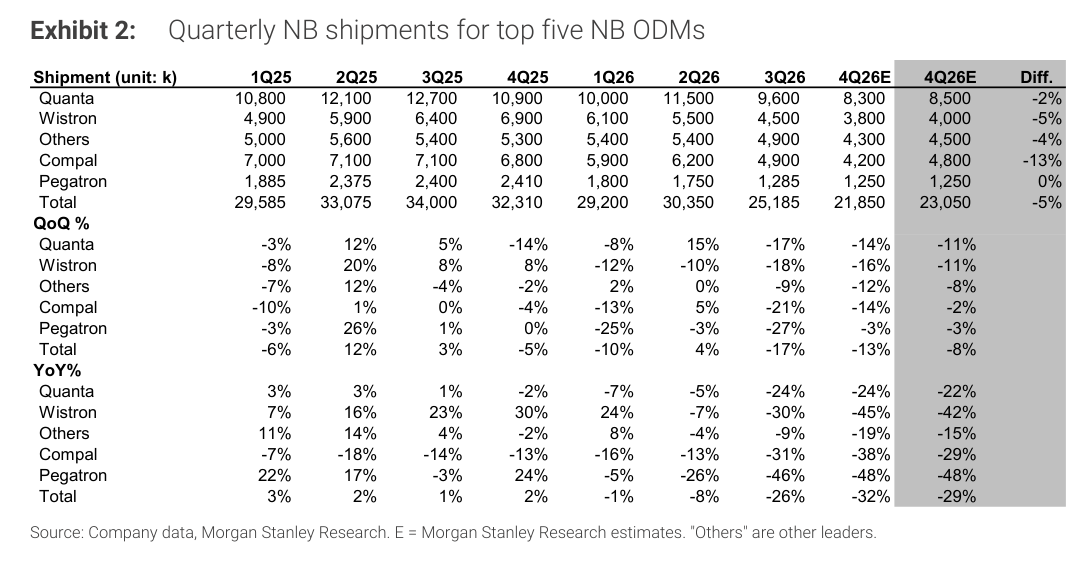 Exhibit 2: Quarterly NB shipments for top five NB ODMs
Shipment (unit: k) 1Q25 2Q25 3Q25 4Q25 1Q26 2Q26 3Q26 4Q26E 4Q26E Diff.
Quanta 10,800 12,100 12,700 10,900 10,000 11,500 9,600 8,300 8,500 -2%
Wistron 4,900 5,900 6,400 6,900 6,100 5,500 4,500 3,800 4,000 -5%
Others 5,000 5,600 5,400 5,300 5,400 5,400 4,900 4,300 4,500 -4%
Compal 7,000 7,100 7,100 6,800 5,900 6,200 4,900 4,200 4,800 -13%
Pegatron 1,885 2,375 2,400 2,410 1,800 1,750 1,285 1,250 1,250 0%
Total 29,585 33,075 34,000 32,310 29,200 30,350 25,185 21,850 23,050 -5%
QoQ %
Quanta -3% 12% 5% -14% -8% 15% -17% -14% -11%
Wistron -8% 20% 8% 8% -12% -10% -18% -16% -11%
Others -7% 12% -4% -2% 2% 0% -9% -12% -8%
Compal -10% 1% 0% -4% -13% 5% -21% -14% -2%
Pegatron -3% 26% 1% 0% -25% -3% -27% -3% -3%
Total -6% 12% 3% -5% -10% 4% -17% -13% -8%
YoY%
Quanta 3% 3% 1% -2% -7% -5% -24% -24% -22%
Wistron 7% 16% 23% 30% 24% -7% -30% -45% -42%
Others 11% 14% 4% -2% 8% -4% -9% -19% -15%
Compal -7% -18% -14% -13% -16% -13% -31% -38% -29%
Pegatron 22% 17% -3% 24% -5% -26% -46% -48% -48%
Total 3% 2% 1% 2% -1% -8% -26% -32% -29%
Source: Company data, Morgan Stanley Research. E = Morgan Stanley Research estimates. "Others" are other leaders.